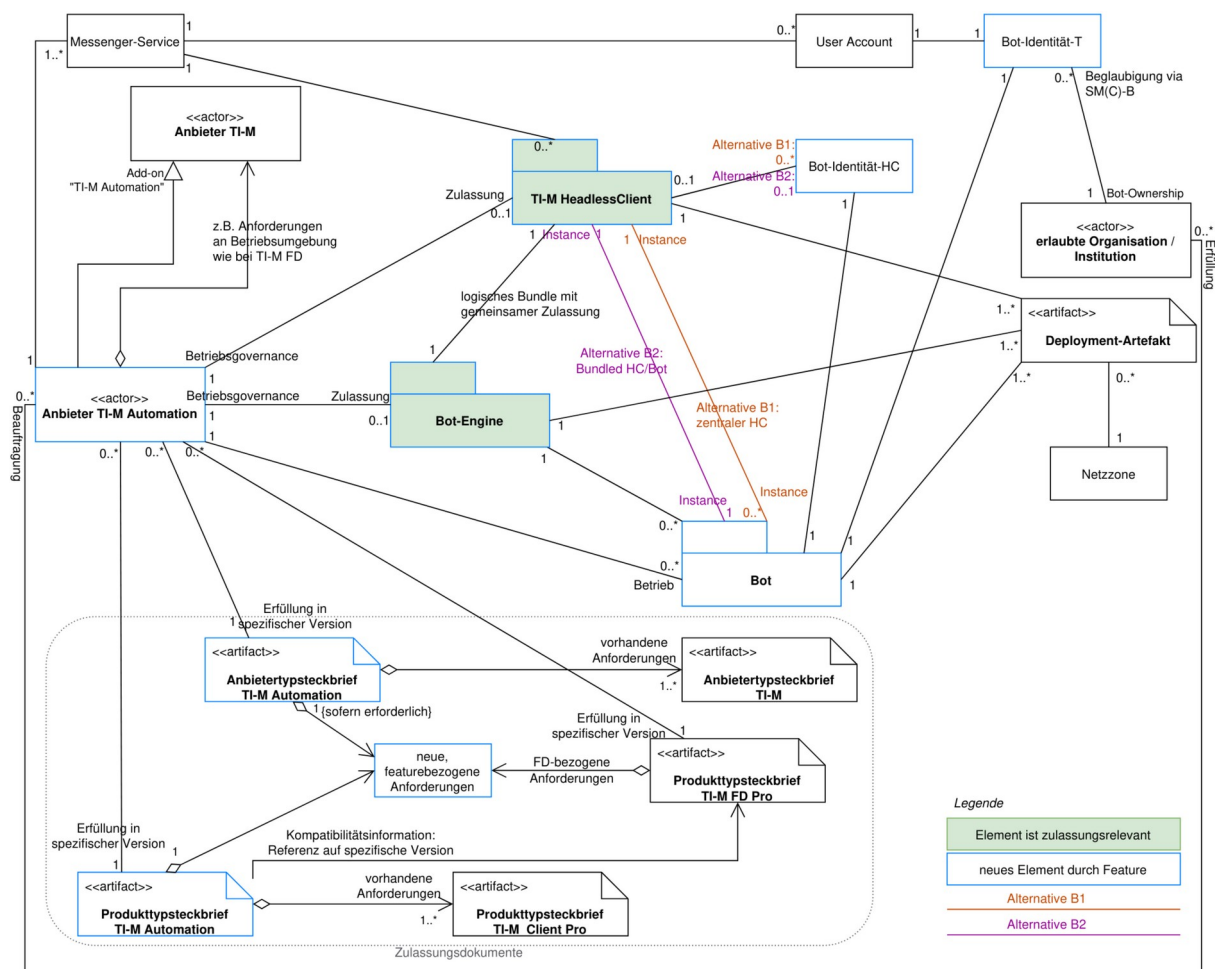 1
0..*
1
1
Messenger-Service
User Account
Bot-Identität-T
1..*
1
1
0..*
Beglaubigung via
SM(C)-B
<<actor>>
Anbieter TI-M
0..*
Alternative B1:
0..*
Alternative B2:
0..1
Bot-Identität-HC
Add-on
"TI-M Automation"
Zulassung
0..1
0..1
TI-M HeadlessClient
1
1
Bot-Ownership
z.B. Anforderungen
an Betriebsumgebung
wie bei TI-M FD
1
Instance
1
1
Instance
1
<<actor>>
erlaubte Organisation /
Institution
0..*
Erfüllung
logisches Bundle mit
gemeinsamer Zulassung
1..*
<<artifact>>
Deployment-Artefakt
1..*
1
Betriebsgovernance
1
Alternative B2:
Bundled HC/Bot
1..*
0..*
1
0..*
Beauftragung
<<actor>>
Anbieter TI-M Automation
1
Betriebsgovernance
1
1
Zulassung
0..1
Bot-Engine
1
1
Alternative B1:
zentraler HC
0..*
0..*
0..*
1
Netzzone
Instance
1
Instance
0..*
0..*
0..*
Betrieb
Bot
1
1
1
Erfüllung in
spezifischer Version
1
<<artifact>>
Anbietertypsteckbrief
TI-M Automation
vorhandene
Anforderungen
1..*
<<artifact>>
Anbietertypsteckbrief
TI-M
1
{sofern erforderlich}
Erfüllung in
spezifischer Version
1
neue,
featurebezogene
Anforderungen
FD-bezogene
Anforderungen
<<artifact>>
Produkttypsteckbrief
TI-M FD Pro
Erfüllung in
spezifischer Version
1
1
Kompatibilitätsinformation:
Referenz auf spezifische Version
<<artifact>>
Produkttypsteckbrief
TI-M Automation
vorhandene
Anforderungen
1..*
<<artifact>>
Produkttypsteckbrief
TI-M Client Pro
Zulassungsdokumente
Legende
Element ist zulassungsrelevant
neues Element durch Feature
Alternative B1
Alternative B2